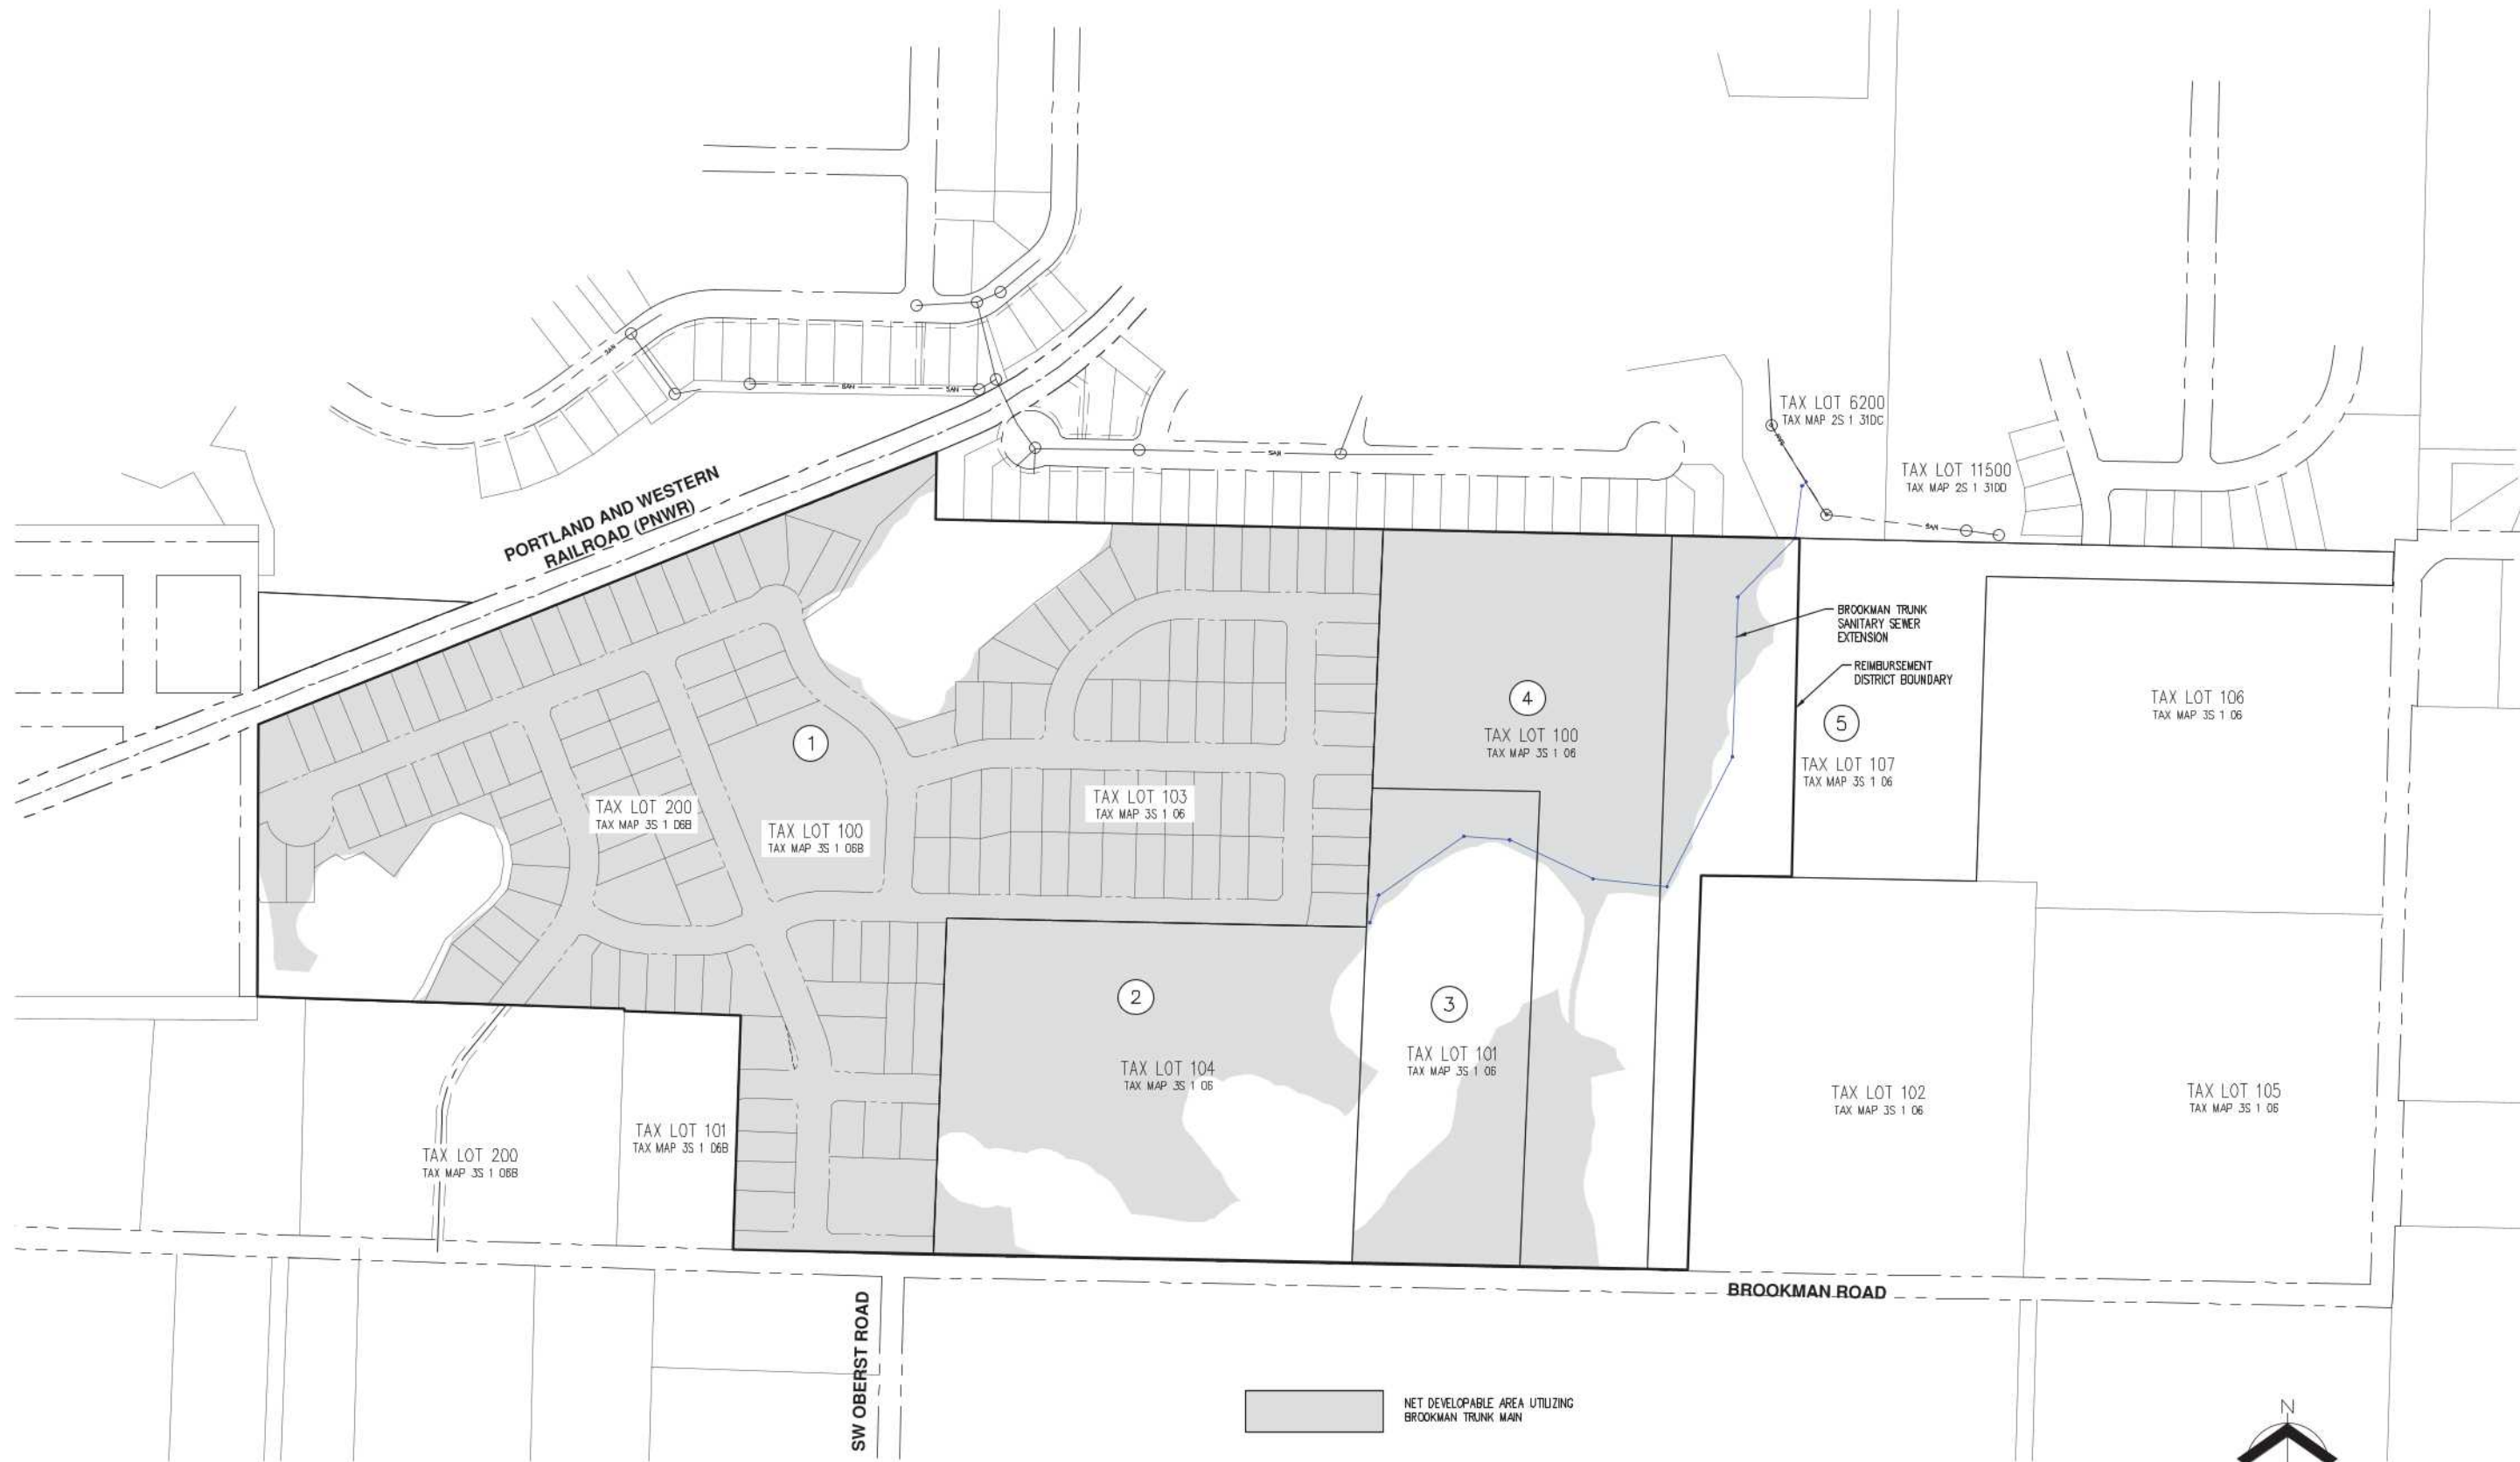 TAX LOT 6200
TAX MAP 2S 1 31DC
SAN
TAX LOT 11500
TAX MAP 2S 1 31DD
SAN
SAN
SAN
SAN
SAN
PORTLAND AND WESTERN
RAILROAD (PNWR)
BROOKMAN TRUNK
SANITARY SEWER
EXTENSION
REIMBURSEMENT
DISTRICT BOUNDARY
1
4
TAX LOT 100
TAX MAP 3S 1 06
5
TAX LOT 107
TAX MAP 3S 1 06
TAX LOT 106
TAX MAP 3S 1 06
TAX LOT 200
TAX MAP 3S 1 06B
TAX LOT 100
TAX MAP 3S 1 06B
TAX LOT 103
TAX MAP 3S 1 06
2
TAX LOT 104
TAX MAP 3S 1 06
3
TAX LOT 101
TAX MAP 3S 1 06
TAX LOT 102
TAX MAP 3S 1 06
TAX LOT 105
TAX MAP 3S 1 06
TAX LOT 200
TAX MAP 3S 1 06B
TAX LOT 101
TAX MAP 3S 1 06B
BROOKMAN ROAD
SW OBERST ROAD
NET DEVELOPABLE AREA UTILIZING
BROOKMAN TRUNK MAIN
N